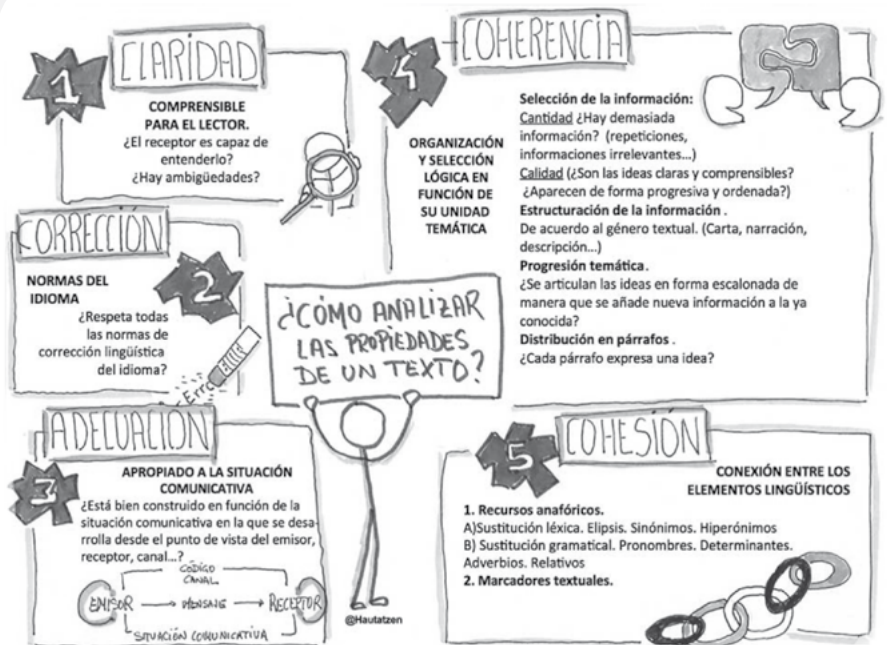 1
CLARIDAD
COMPRENSIBLE
PARA EL LECTOR.
¿El receptor es capaz de
entenderlo?
¿Hay ambigüedades?
CORRECCIÓN
2
NORMAS DEL
IDIOMA
¿Respeta todas
las normas de
corrección lingüística
del idioma?
Erro
ADECUACIÓN
3
APROPIADO A LA SITUACIÓN
COMUNICATIVA
¿Está bien construido en función de la
situación comunicativa en la que se desa-
rrolla desde el punto de vista del emisor,
receptor, canal...?
CÓDIGO
CANAL
EMISOR MENSAJE RECEPTOR
SITUACIÓN COMUNICATIVA
¿CÓMO ANALIZAR
LAS PROPIEDADES
DE UN TEXTO?
@Hautatzen
4
COHERENCIA
ORGANIZACIÓN
Y SELECCIÓN
LÓGICA EN
FUNCIÓN DE
SU UNIDAD
TEMÁTICA
Selección de la información:
Cantidad ¿Hay demasiada
información? (repeticiones,
informaciones irrelevantes...)
Calidad (¿Son las ideas claras y comprensibles?
¿Aparecen de forma progresiva y ordenada?)
Estructuración de la información .
De acuerdo al género textual. (Carta, narración,
descripción...)
Progresión temática.
¿Se articulan las ideas en forma escalonada de
manera que se añade nueva información a la ya
conocida?
Distribución en párrafos .
¿Cada párrafo expresa una idea?
5
COHESIÓN
CONEXIÓN ENTRE LOS
ELEMENTOS LINGÜÍSTICOS
1. Recursos anafóricos.
A)Sustitución léxica. Elipsis. Sinónimos. Hiperónimos
B) Sustitución gramatical. Pronombres. Determinantes.
Adverbios. Relativos
2. Marcadores textuales.